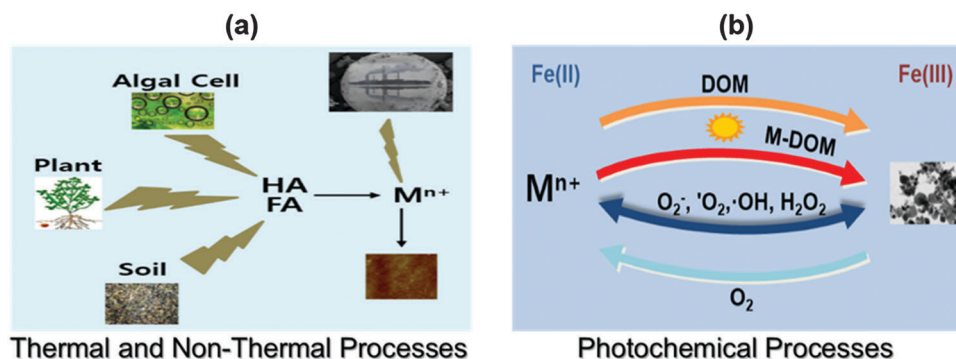 (a)
Algal Cell
Plant
HA
FA
Mⁿ⁺
Soil
Thermal and Non-Thermal Processes
(b)
Fe(II)
Fe(III)
DOM
M-DOM
Mⁿ⁺
O₂⁻, 'O₂,·OH, H₂O₂
O₂
Photochemical Processes